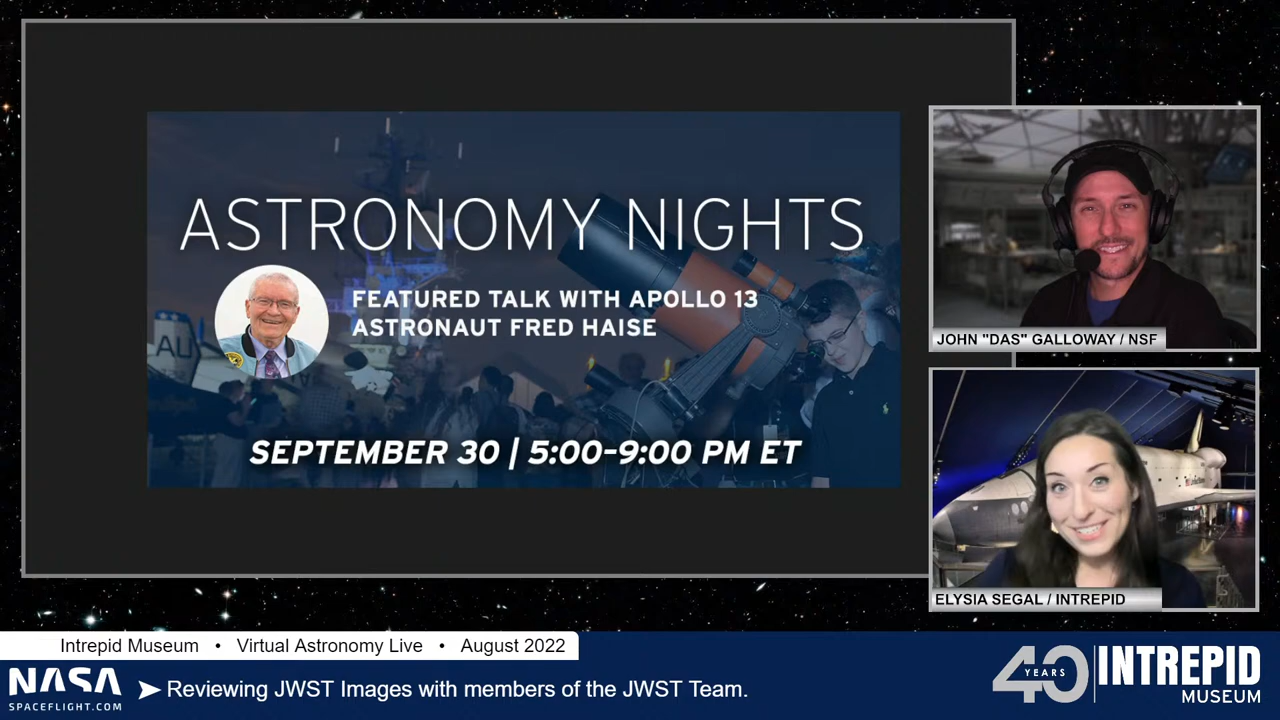 ASTRONOMY NIGHTS
FEATURED TALK WITH APOLLO 13
ASTRONAUT FRED HAISE
SEPTEMBER 30 | 5:00–9:00 PM ET
AU
JOHN "DAS" GALLOWAY / NSF
ELYSIA SEGAL / INTREPID
Intrepid Museum • Virtual Astronomy Live • August 2022
NASA
SPACEFLIGHT.COM
Reviewing JWST Images with members of the JWST Team.
40
YEARS
INTREPID
MUSEUM